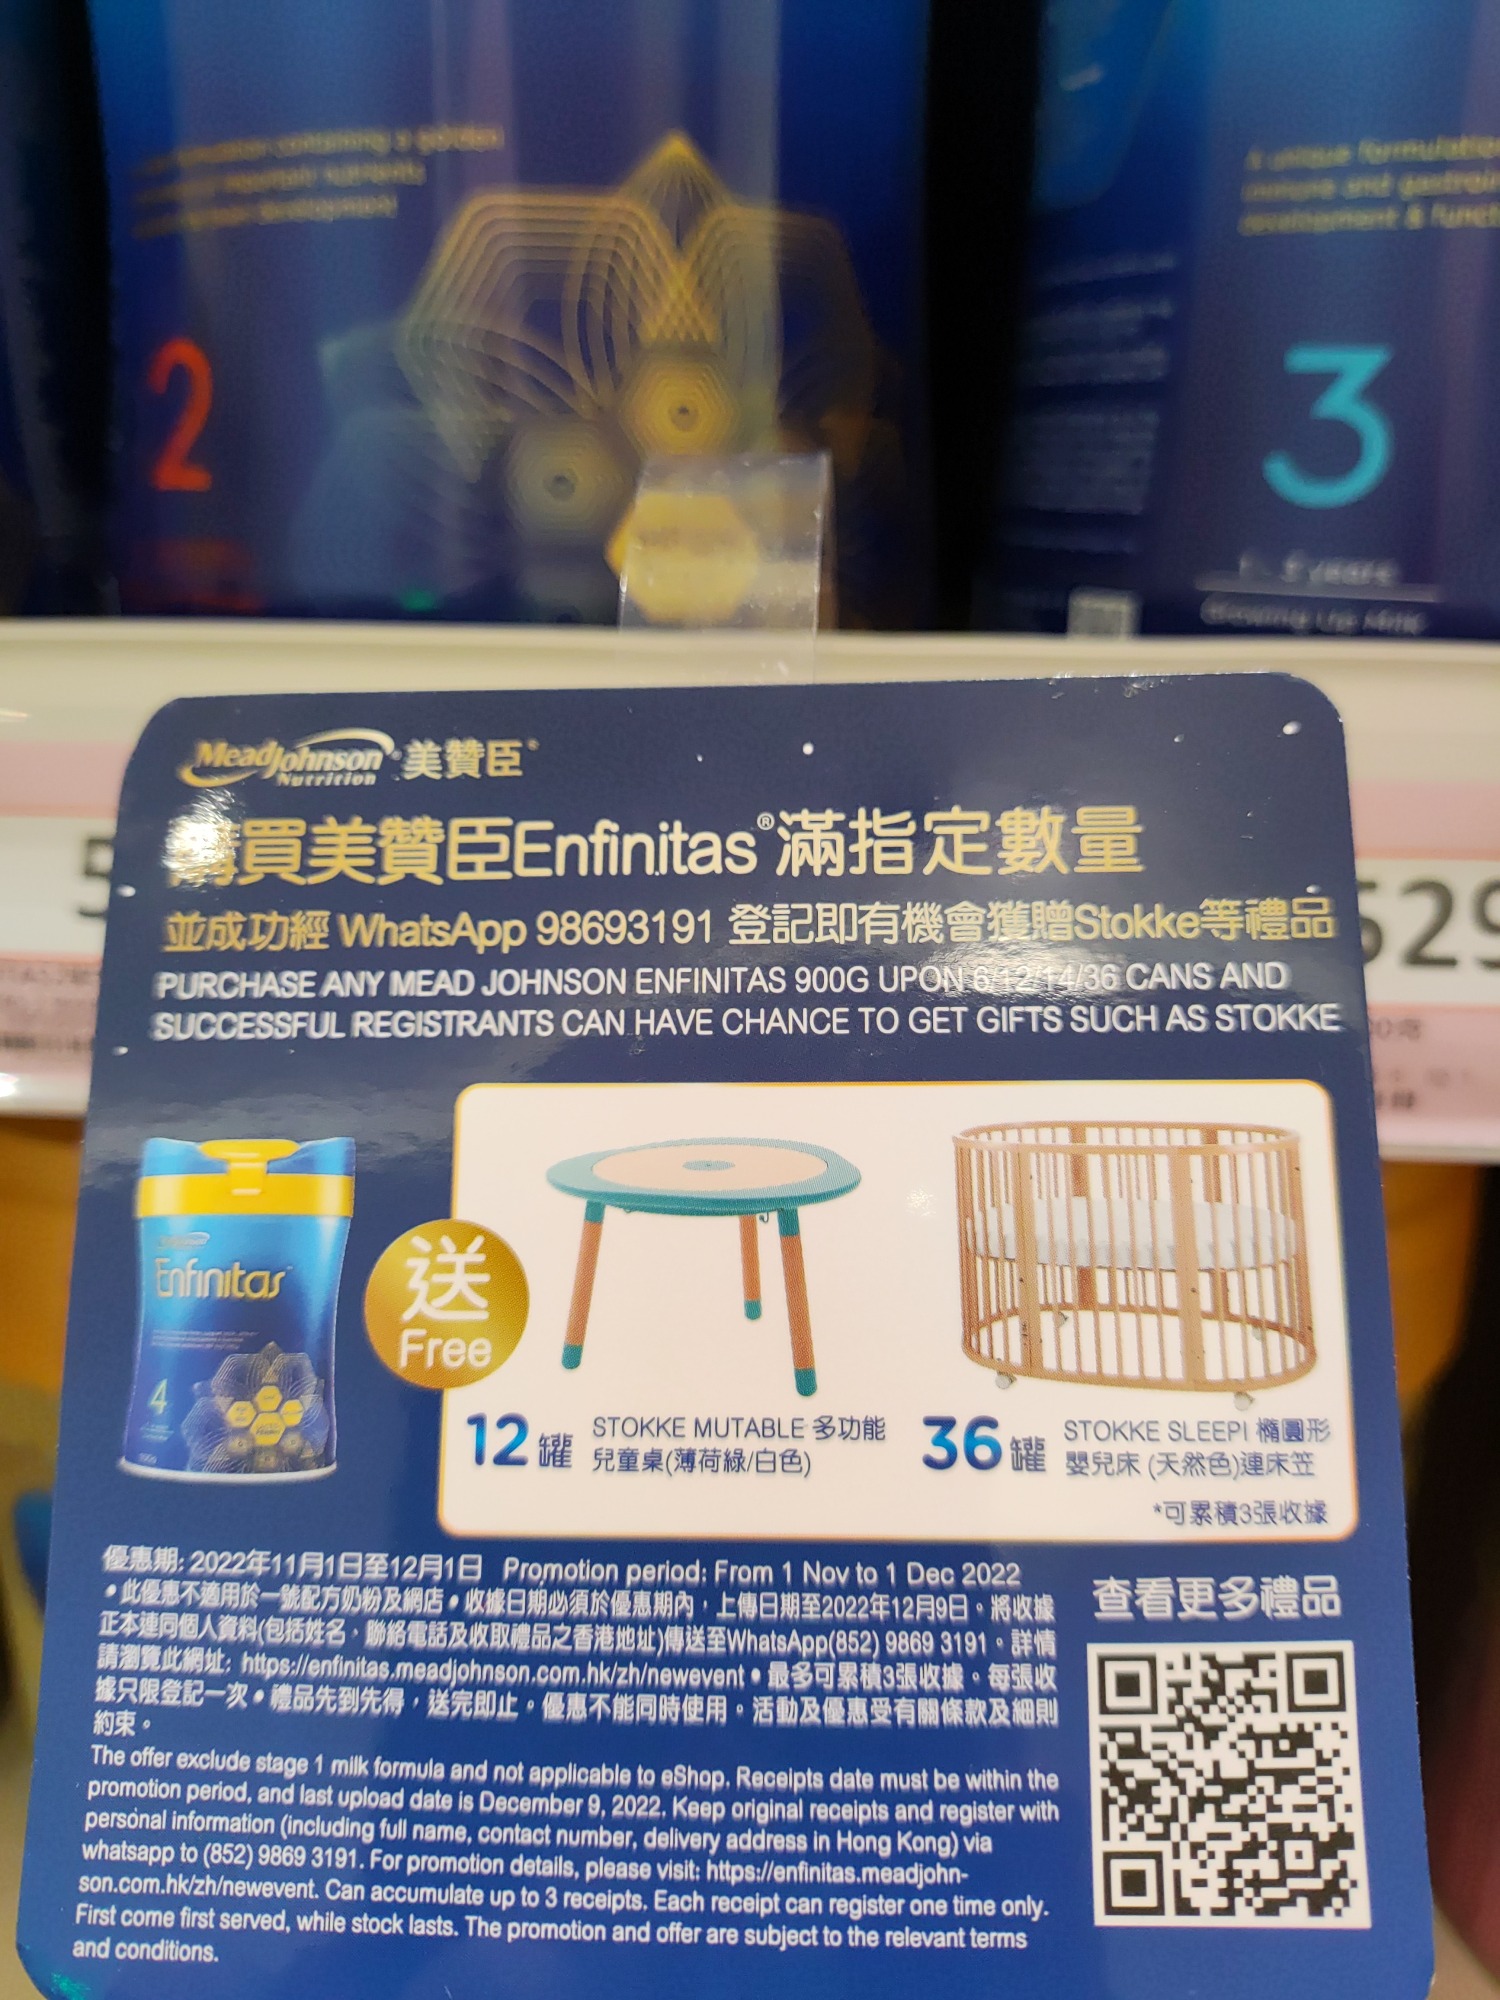 2
3
Growing Up Milk
529
MeadJohnson Nutrition 美贊臣
購買美贊臣Enfinitas®滿指定數量
並成功經 WhatsApp 98693191 登記即有機會獲贈Stokke等禮品
PURCHASE ANY MEAD JOHNSON ENFINITAS 900G UPON 6/12/14/36 CANS AND
SUCCESSFUL REGISTRANTS CAN HAVE CHANCE TO GET GIFTS SUCH AS STOKKE
Enfinitas
4
送
Free
12罐 STOKKE MUTABLE 多功能
兒童桌(薄荷綠/白色)
36罐 STOKKE SLEEPI 橢圓形
嬰兒床 (天然色)連床笠
*可累積3張收據
優惠期: 2022年11月1日至12月1日 Promotion period: From 1 Nov to 1 Dec 2022
• 此優惠不適用於一號配方奶粉及網店 • 收據日期必須於優惠期內，上傳日期至2022年12月9日。將收據
正本連同個人資料(包括姓名，聯絡電話及收取禮品之香港地址)傳送至WhatsApp(852) 9869 3191。詳情
請瀏覽此網址: https://enfinitas.meadjohnson.com.hk/zh/newevent • 最多可累積3張收據。每張收
據只限登記一次 • 禮品先到先得，送完即止。優惠不能同時使用。活動及優惠受有關條款及細則
約束。
The offer exclude stage 1 milk formula and not applicable to eShop. Receipts date must be within the
promotion period, and last upload date is December 9, 2022. Keep original receipts and register with
personal information (including full name, contact number, delivery address in Hong Kong) via
whatsapp to (852) 9869 3191. For promotion details, please visit: https://enfinitas.meadjohn-
son.com.hk/zh/newevent. Can accumulate up to 3 receipts. Each receipt can register one time only.
First come first served, while stock lasts. The promotion and offer are subject to the relevant terms
and conditions.
查看更多禮品